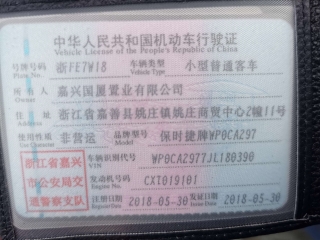 中华人民共和国机动车行驶证
Vehicle License of the People's Republic of China
号牌号码 浙FE7W18 车辆类型 小型普通客车
Plate No. Vehicle Type
所有人 嘉兴国厦置业有限公司
Owner
住址 浙江省嘉善县姚庄镇姚庄商贸中心2幢11号
Address
使用性质 非营运 品牌型号 保时捷牌WP0CAZ97
Use Character Model
浙江省嘉兴 车辆识别代号 WP0CAZ977JL180390
VIN
市公安局交 发动机号码 CXT019101
Engine No.
通警察支队 注册日期 2018-05-30 发证日期 2018-05-30
Register Date Issue Date